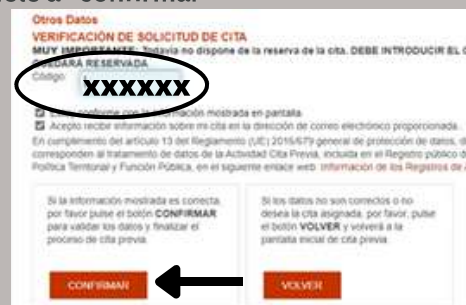 confirmar
Otros Datos
VERIFICACIÓN DE SOLICITUD DE CITA
MUY IMPORTANTE: Todavía no dispone de la reserva de la cita. DEBE INTRODUCIR EL
QUEDARÁ RESERVADA
Código
xxxxxx
conforme con la información mostrada en pantalla
Acepto recibir información sobre mi cita en la dirección de correo electrónico proporcionada.
En cumplimiento del artículo 13 del Reglamento (UE) 2016/679 general de protección de datos,
corresponden al tratamiento de datos de la Actividad Cita Previa, incluida en el Registro público
Política Territorial y Función Pública, en el siguiente enlace web: Información de los Registros de
Si la información mostrada es correcta,
por favor pulse el botón CONFIRMAR
para validar los datos y finalizar el
proceso de cita previa.
CONFIRMAR
Si los datos no son correctos o no
desea la cita asignada, por favor, pulse
el botón VOLVER y volverá a la
pantalla inicial de cita previa.
VOLVER